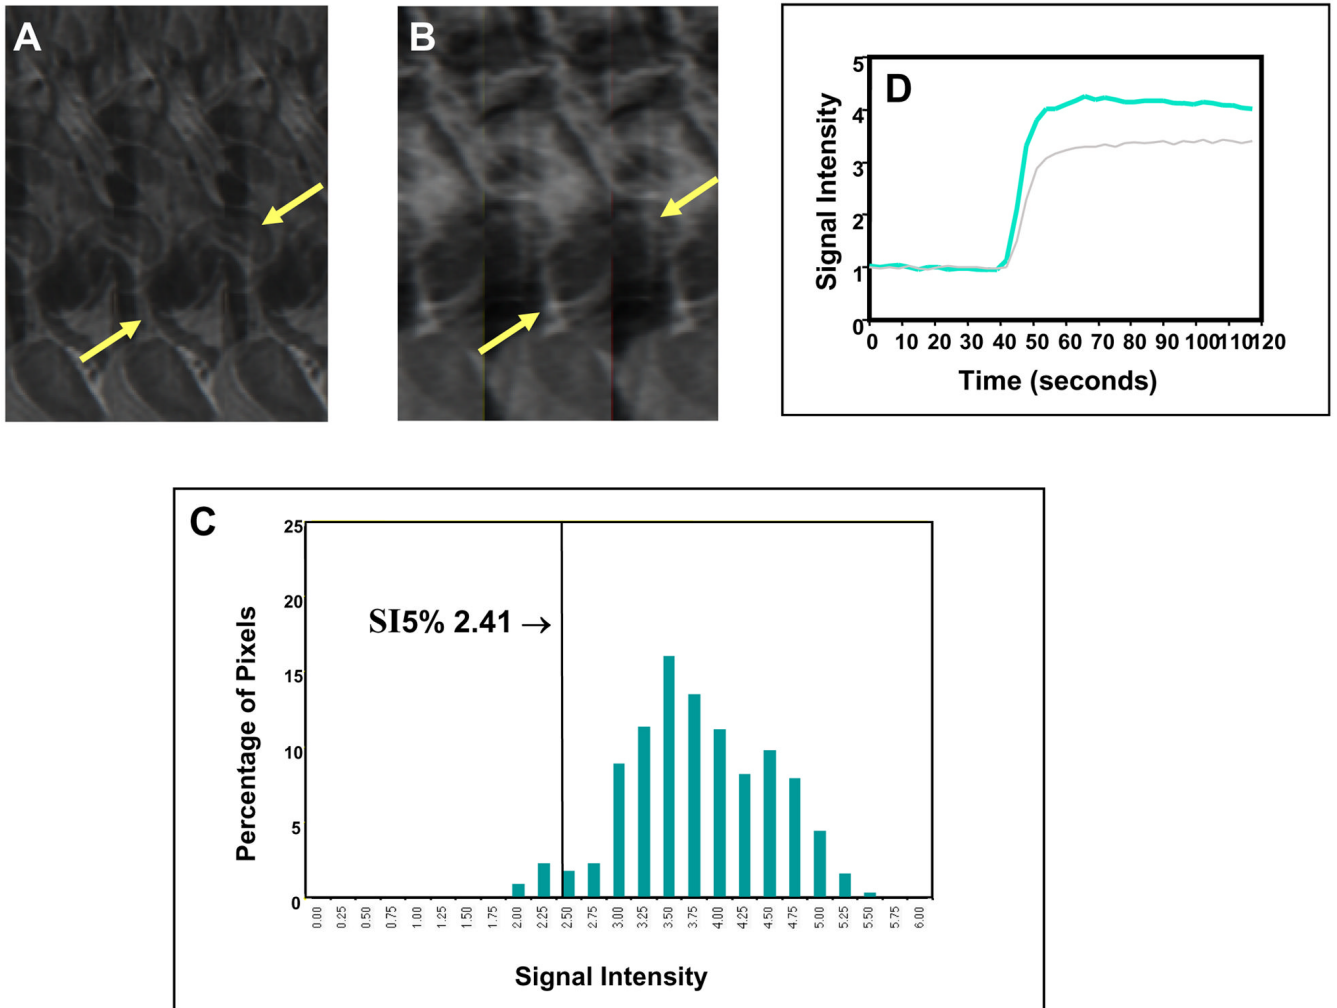 A
B
D
Signal Intensity
5
4
3
2
1
0
0 10 20 30 40 50 60 70 80 90 100 110 120
Time (seconds)
C
Percentage of Pixels
25
20
15
10
5
0
SI5% 2.41 →
0.00 0.25 0.50 0.75 1.00 1.25 1.50 1.75 2.00 2.25 2.50 2.75 3.00 3.25 3.50 3.75 4.00 4.25 4.50 4.75 5.00 5.25 5.50 5.75 6.00
Signal Intensity